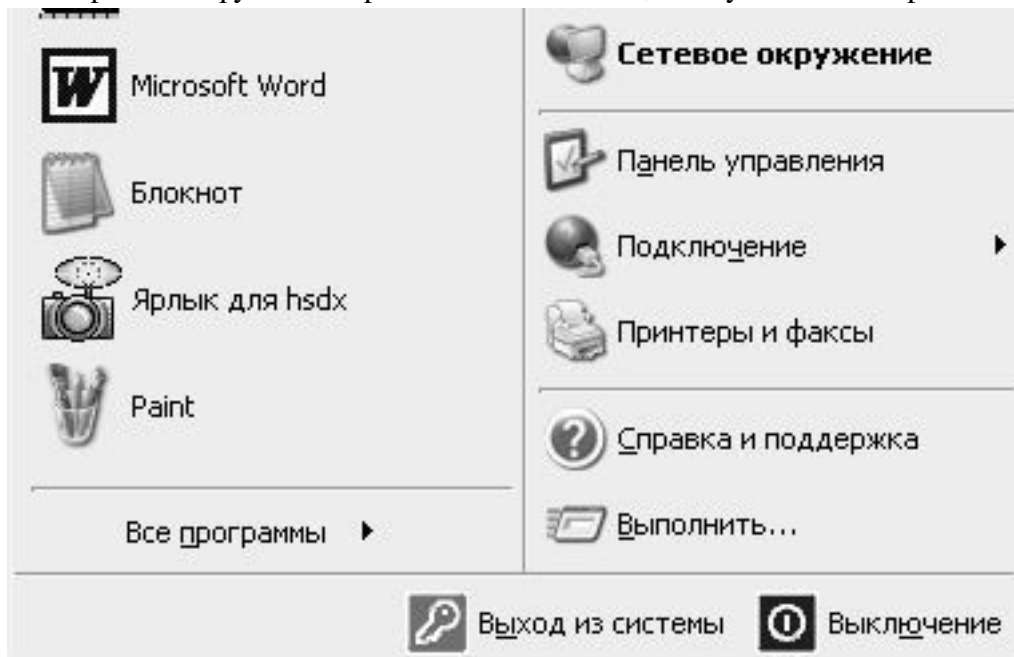 Microsoft Word
Блокнот
Ярлык для hsdx
Paint
Все программы
Сетевое окружение
Панель управления
Подключение
Принтеры и факсы
Справка и поддержка
Выполнить...
Выход из системы
Выключение